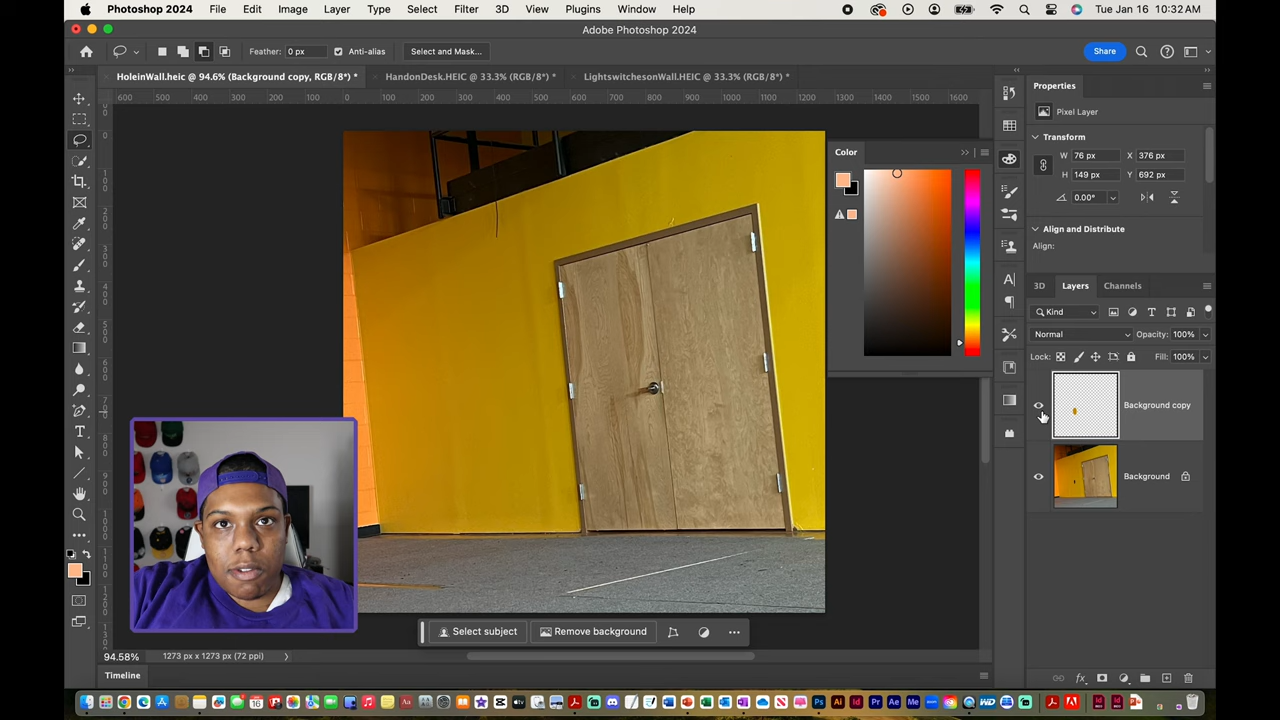 Photoshop 2024 File Edit Image Layer Type Select Filter 3D View Plugins Window Help Tue Jan 16 10:32AM
Adobe Photoshop 2024
Feather: 0 px Anti-alias Select and Mask... Share
HoleinWall.heic @ 94.6% (Background copy, RGB/8*) * HandonDesk.HEIC @ 33.3% (RGB/8*) * LightswitchesonWall.HEIC @ 33.3% (RGB/8*) *
600 500 400 300 200 100 0 100 200 300 400 500 600 700 800 900 1000 1100 1200 1300 1400 1500 1600
Properties
Pixel Layer
Color
Transform
W 76 px X 376 px
H 149 px Y 692 px
0.00°
Align and Distribute
Align:
3D Layers Channels
Kind
Normal Opacity: 100%
Lock: Fill: 100%
Background copy
Background
Select subject Remove background
94.58% 1273 px x 1273 px (72 ppi)
Timeline